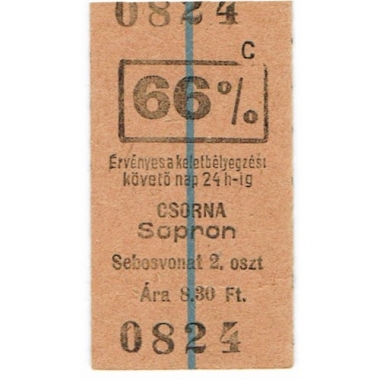 0824
C
66%
Érvényes a keletbélyegzést
követő nap 24 h-ig
CSORNA
Sopron
Sebesvonat 2. oszt
Ára 8.30 Ft.
0824